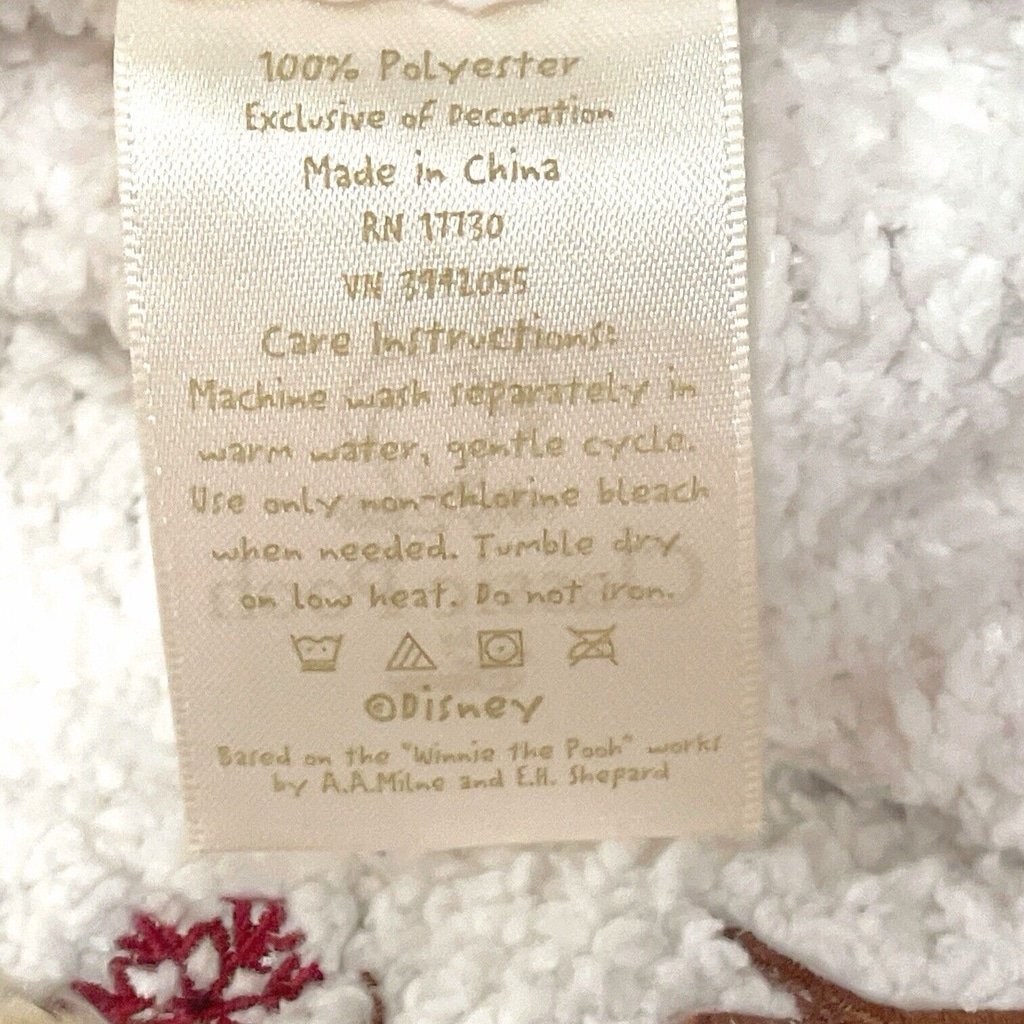 100% Polyester
Exclusive of Decoration
Made in China
RN 17730
VN 3942055
Care Instructions:
Machine wash separately in
warm water, gentle cycle.
Use only non-chlorine bleach
when needed. Tumble dry
on low heat. Do not iron.
©Disney
Based on the "Winnie the Pooh" works
by A.A.Milne and E.H. Shepard